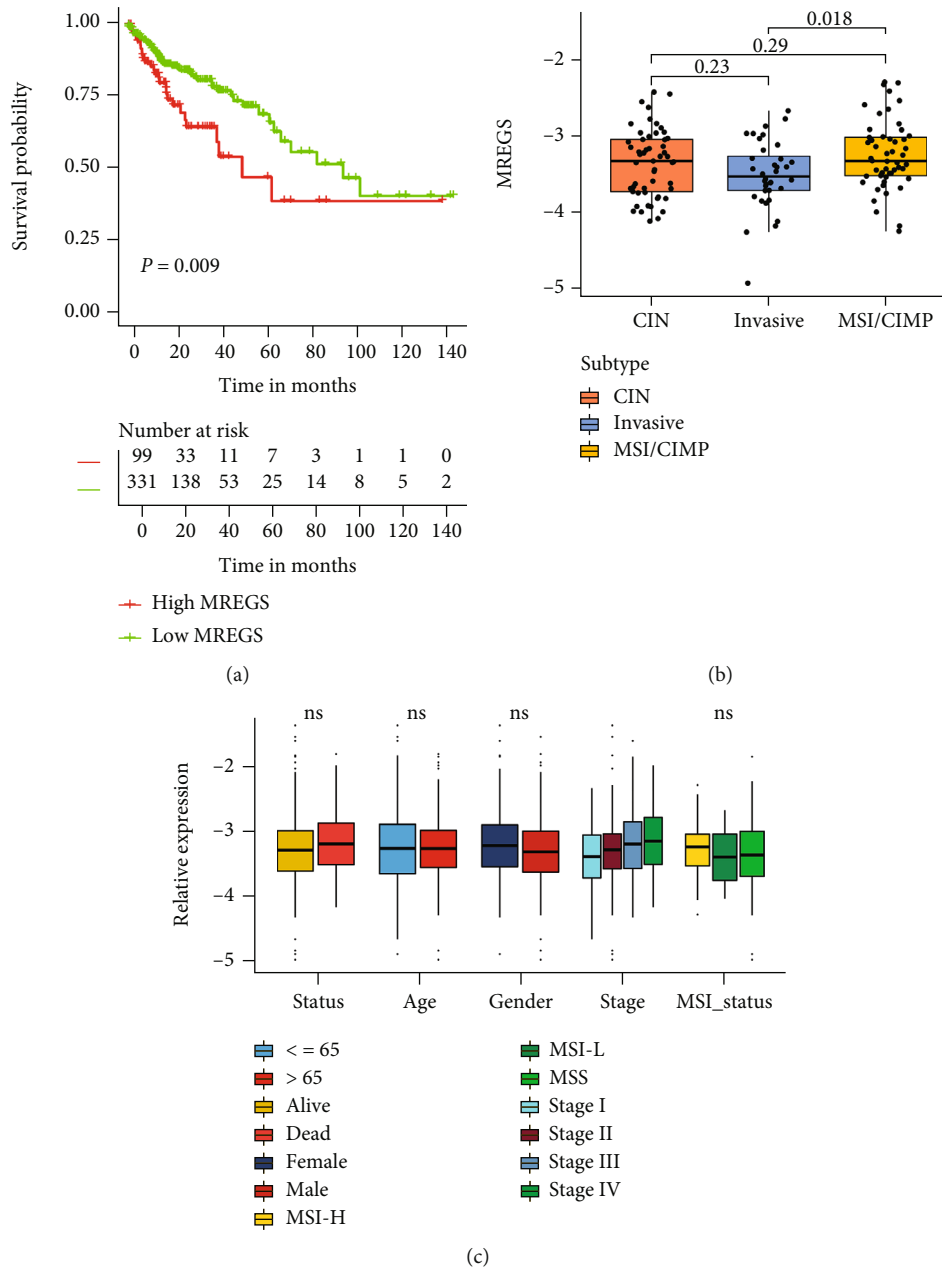 1.00
0.75
0.50
0.25
0.00
Survival probability
P = 0.009
0 20 40 60 80 100 120 140
Time in months
Number at risk
99 33 11 7 3 1 1 0
331 138 53 25 14 8 5 2
0 20 40 60 80 100 120 140
Time in months
High MREGS
Low MREGS
(a)
0.018
0.29
0.23
−2
−3
−4
−5
MREGS
CIN Invasive MSI/CIMP
Subtype
CIN
Invasive
MSI/CIMP
(b)
ns ns ns ns
−2
−3
−4
−5
Relative expression
Status Age Gender Stage MSI_status
< = 65
> 65
Alive
Dead
Female
Male
MSI-H
MSI-L
MSS
Stage I
Stage II
Stage III
Stage IV
(c)